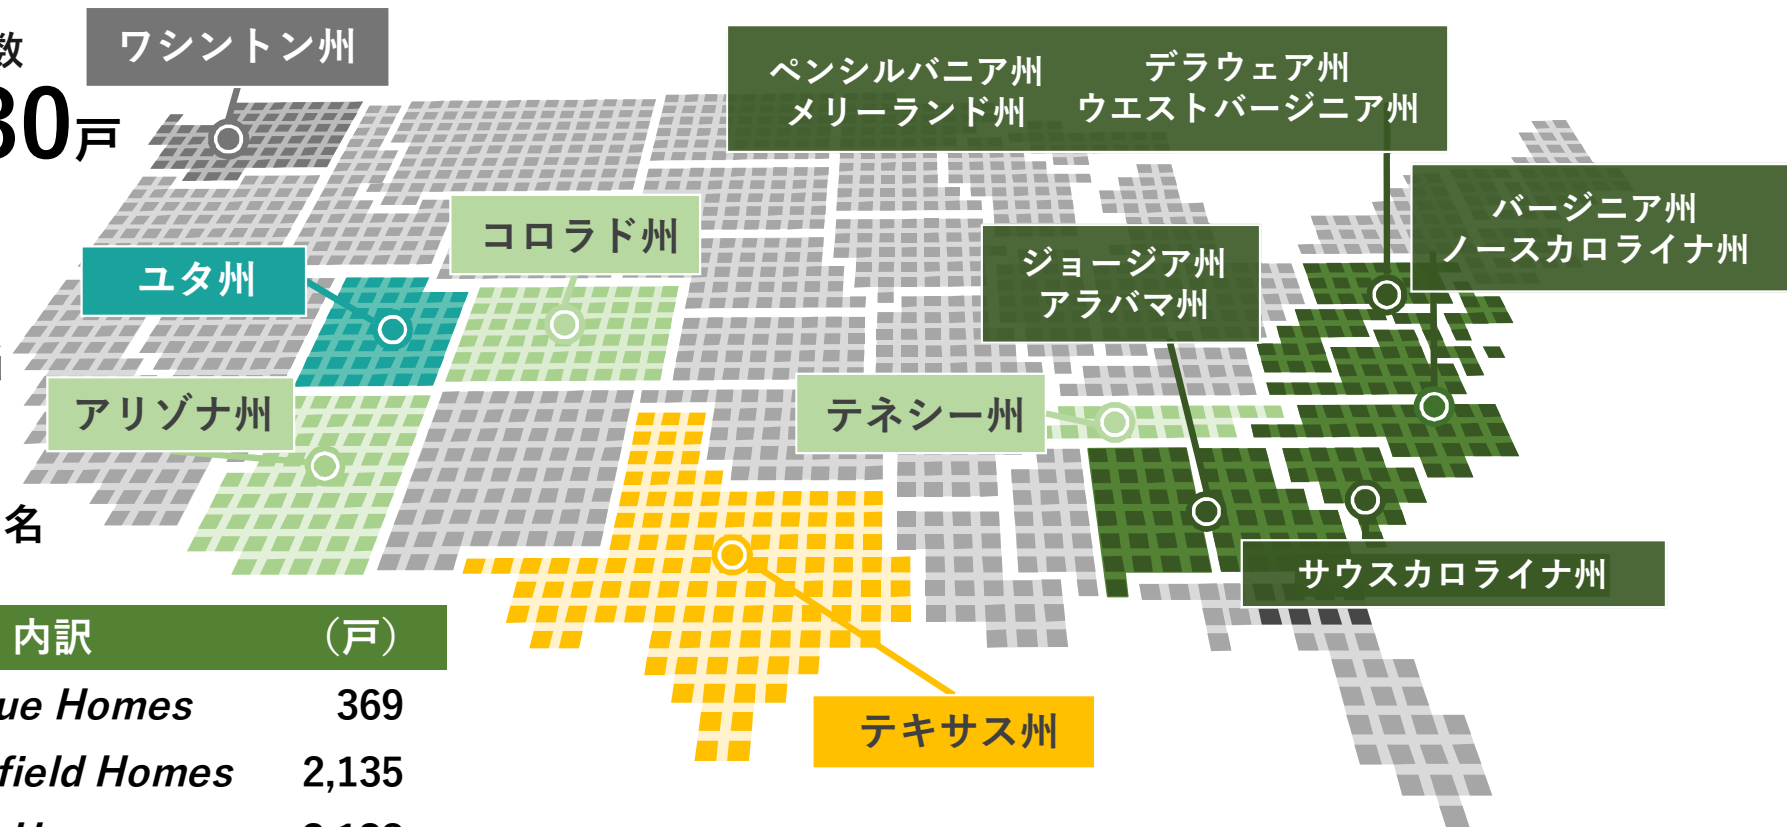 数
30戸
ワシントン州
ペンシルバニア州
メリーランド州
デラウェア州
ウエストバージニア州
バージニア州
ノースカロライナ州
コロラド州
ユタ州
ジョージア州
アラバマ州
アリゾナ州
テネシー州
名
サウスカロライナ州
テキサス州
内訳 （戸）
ue Homes 369
field Homes 2,135